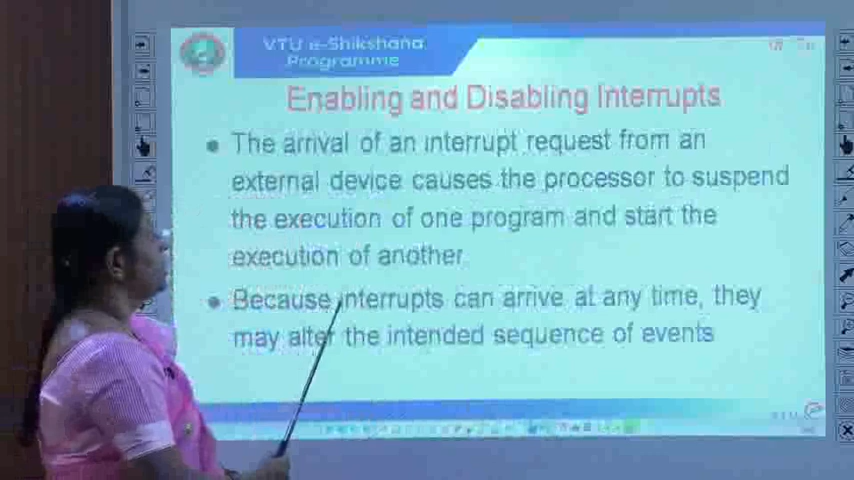 VTU e-Shikshana
Programme
Enabling and Disabling Interrupts
The arrival of an interrupt request from an
external device causes the processor to suspend
the execution of one program and start the
execution of another
Because interrupts can arrive at any time, they
may alter the intended sequence of events